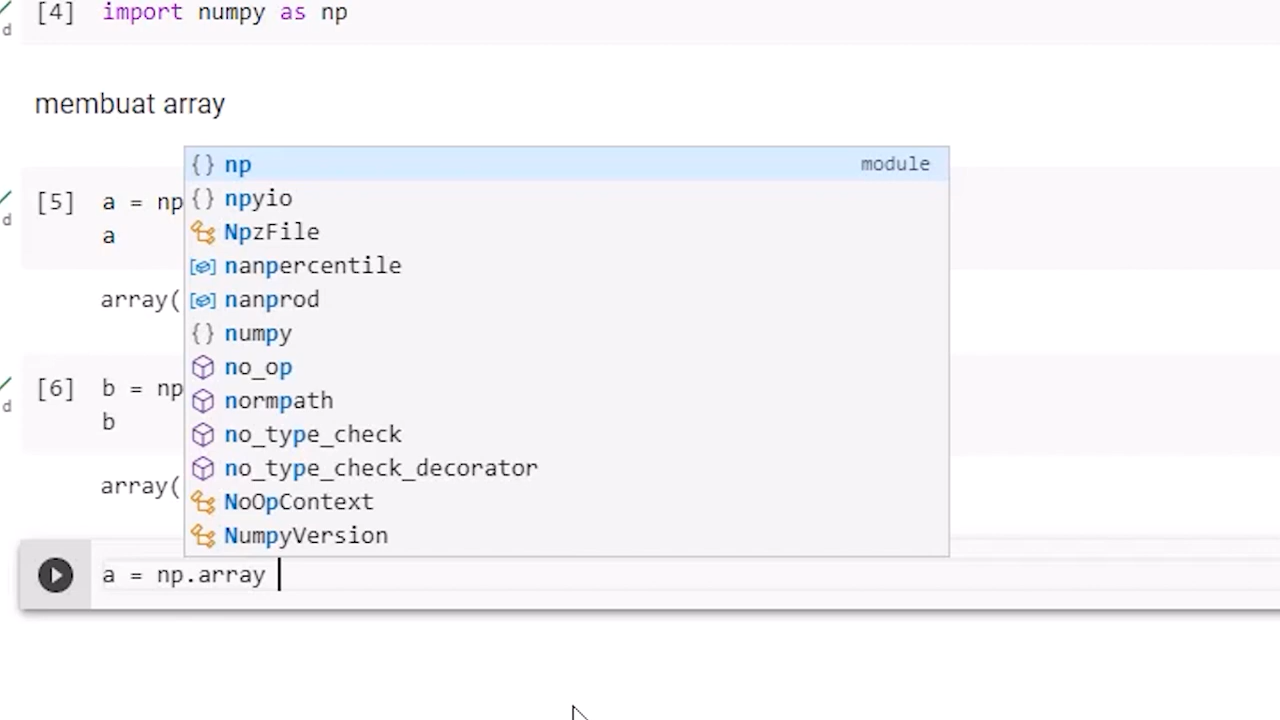 [4] import numpy as np
d
membuat array
{} np module
{} npyio
[5] a = np
d
NpzFile
a
nanpercentile
array(
nanprod
{} numpy
no_op
[6] b = np
d
normpath
b
no_type_check
no_type_check_decorator
array(
NoOpContext
NumpyVersion
a = np.array